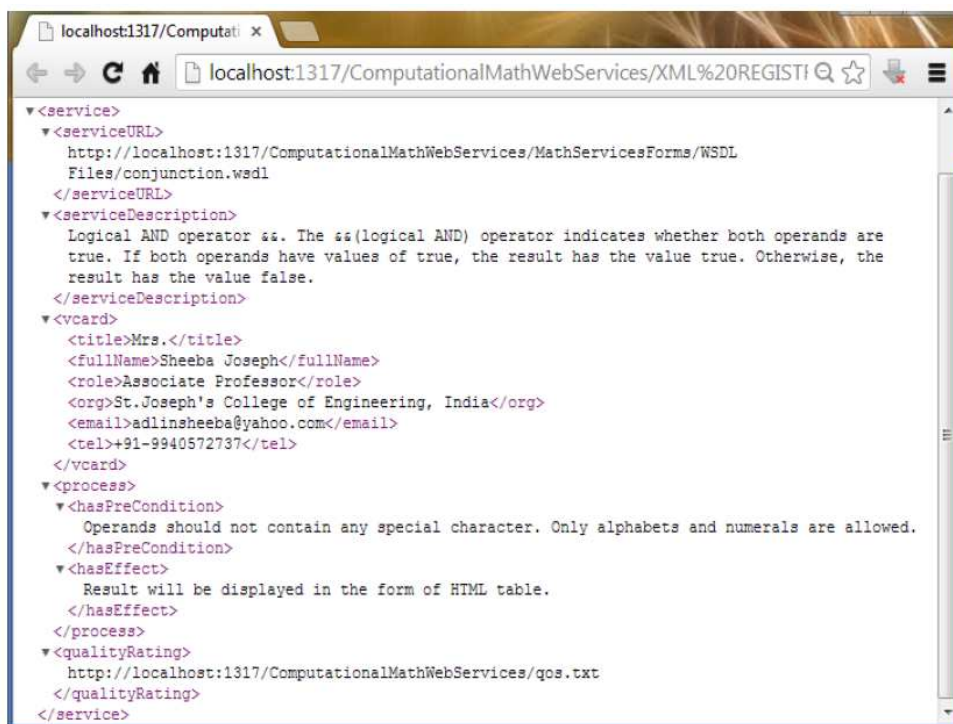 localhost:1317/Computati ×
localhost:1317/ComputationalMathWebServices/XML%20REGISTI
▼<service>
▼<serviceURL>
http://localhost:1317/ComputationalMathWebServices/MathServicesForms/WSDL
Files/conjunction.wsdl
</serviceURL>
▼<serviceDescription>
Logical AND operator &&. The &&(logical AND) operator indicates whether both operands are
true. If both operands have values of true, the result has the value true. Otherwise, the
result has the value false.
</serviceDescription>
▼<vcard>
<title>Mrs.</title>
<fullName>Sheeba Joseph</fullName>
<role>Associate Professor</role>
<org>St.Joseph's College of Engineering, India</org>
<email>adlinsheeba@yahoo.com</email>
<tel>+91-9940572737</tel>
</vcard>
▼<process>
▼<hasPreCondition>
Operands should not contain any special character. Only alphabets and numerals are allowed.
</hasPreCondition>
▼<hasEffect>
Result will be displayed in the form of HTML table.
</hasEffect>
</process>
▼<qualityRating>
http://localhost:1317/ComputationalMathWebServices/qos.txt
</qualityRating>
</service>